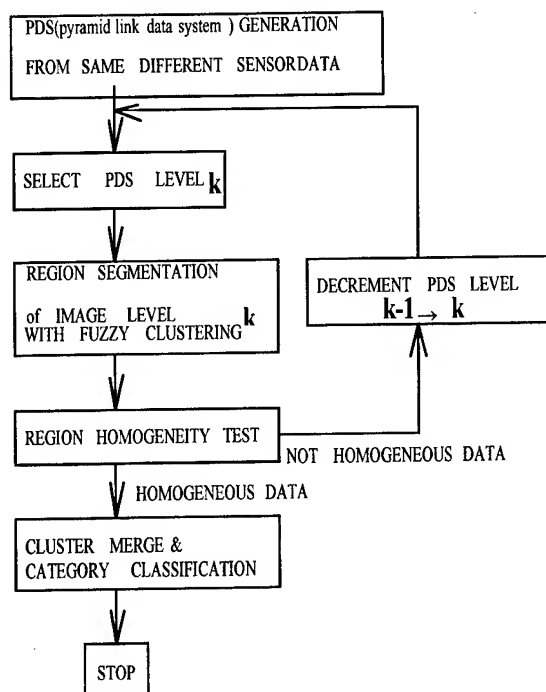 PDS(pyramid link data system ) GENERATION
FROM SAME DIFFERENT SENSORDATA
SELECT PDS LEVEL k
REGION SEGMENTATION
of IMAGE LEVEL k
WITH FUZZY CLUSTERING
DECREMENT PDS LEVEL
k-1 → k
REGION HOMOGENEITY TEST
NOT HOMOGENEOUS DATA
HOMOGENEOUS DATA
CLUSTER MERGE &
CATEGORY CLASSIFICATION
STOP